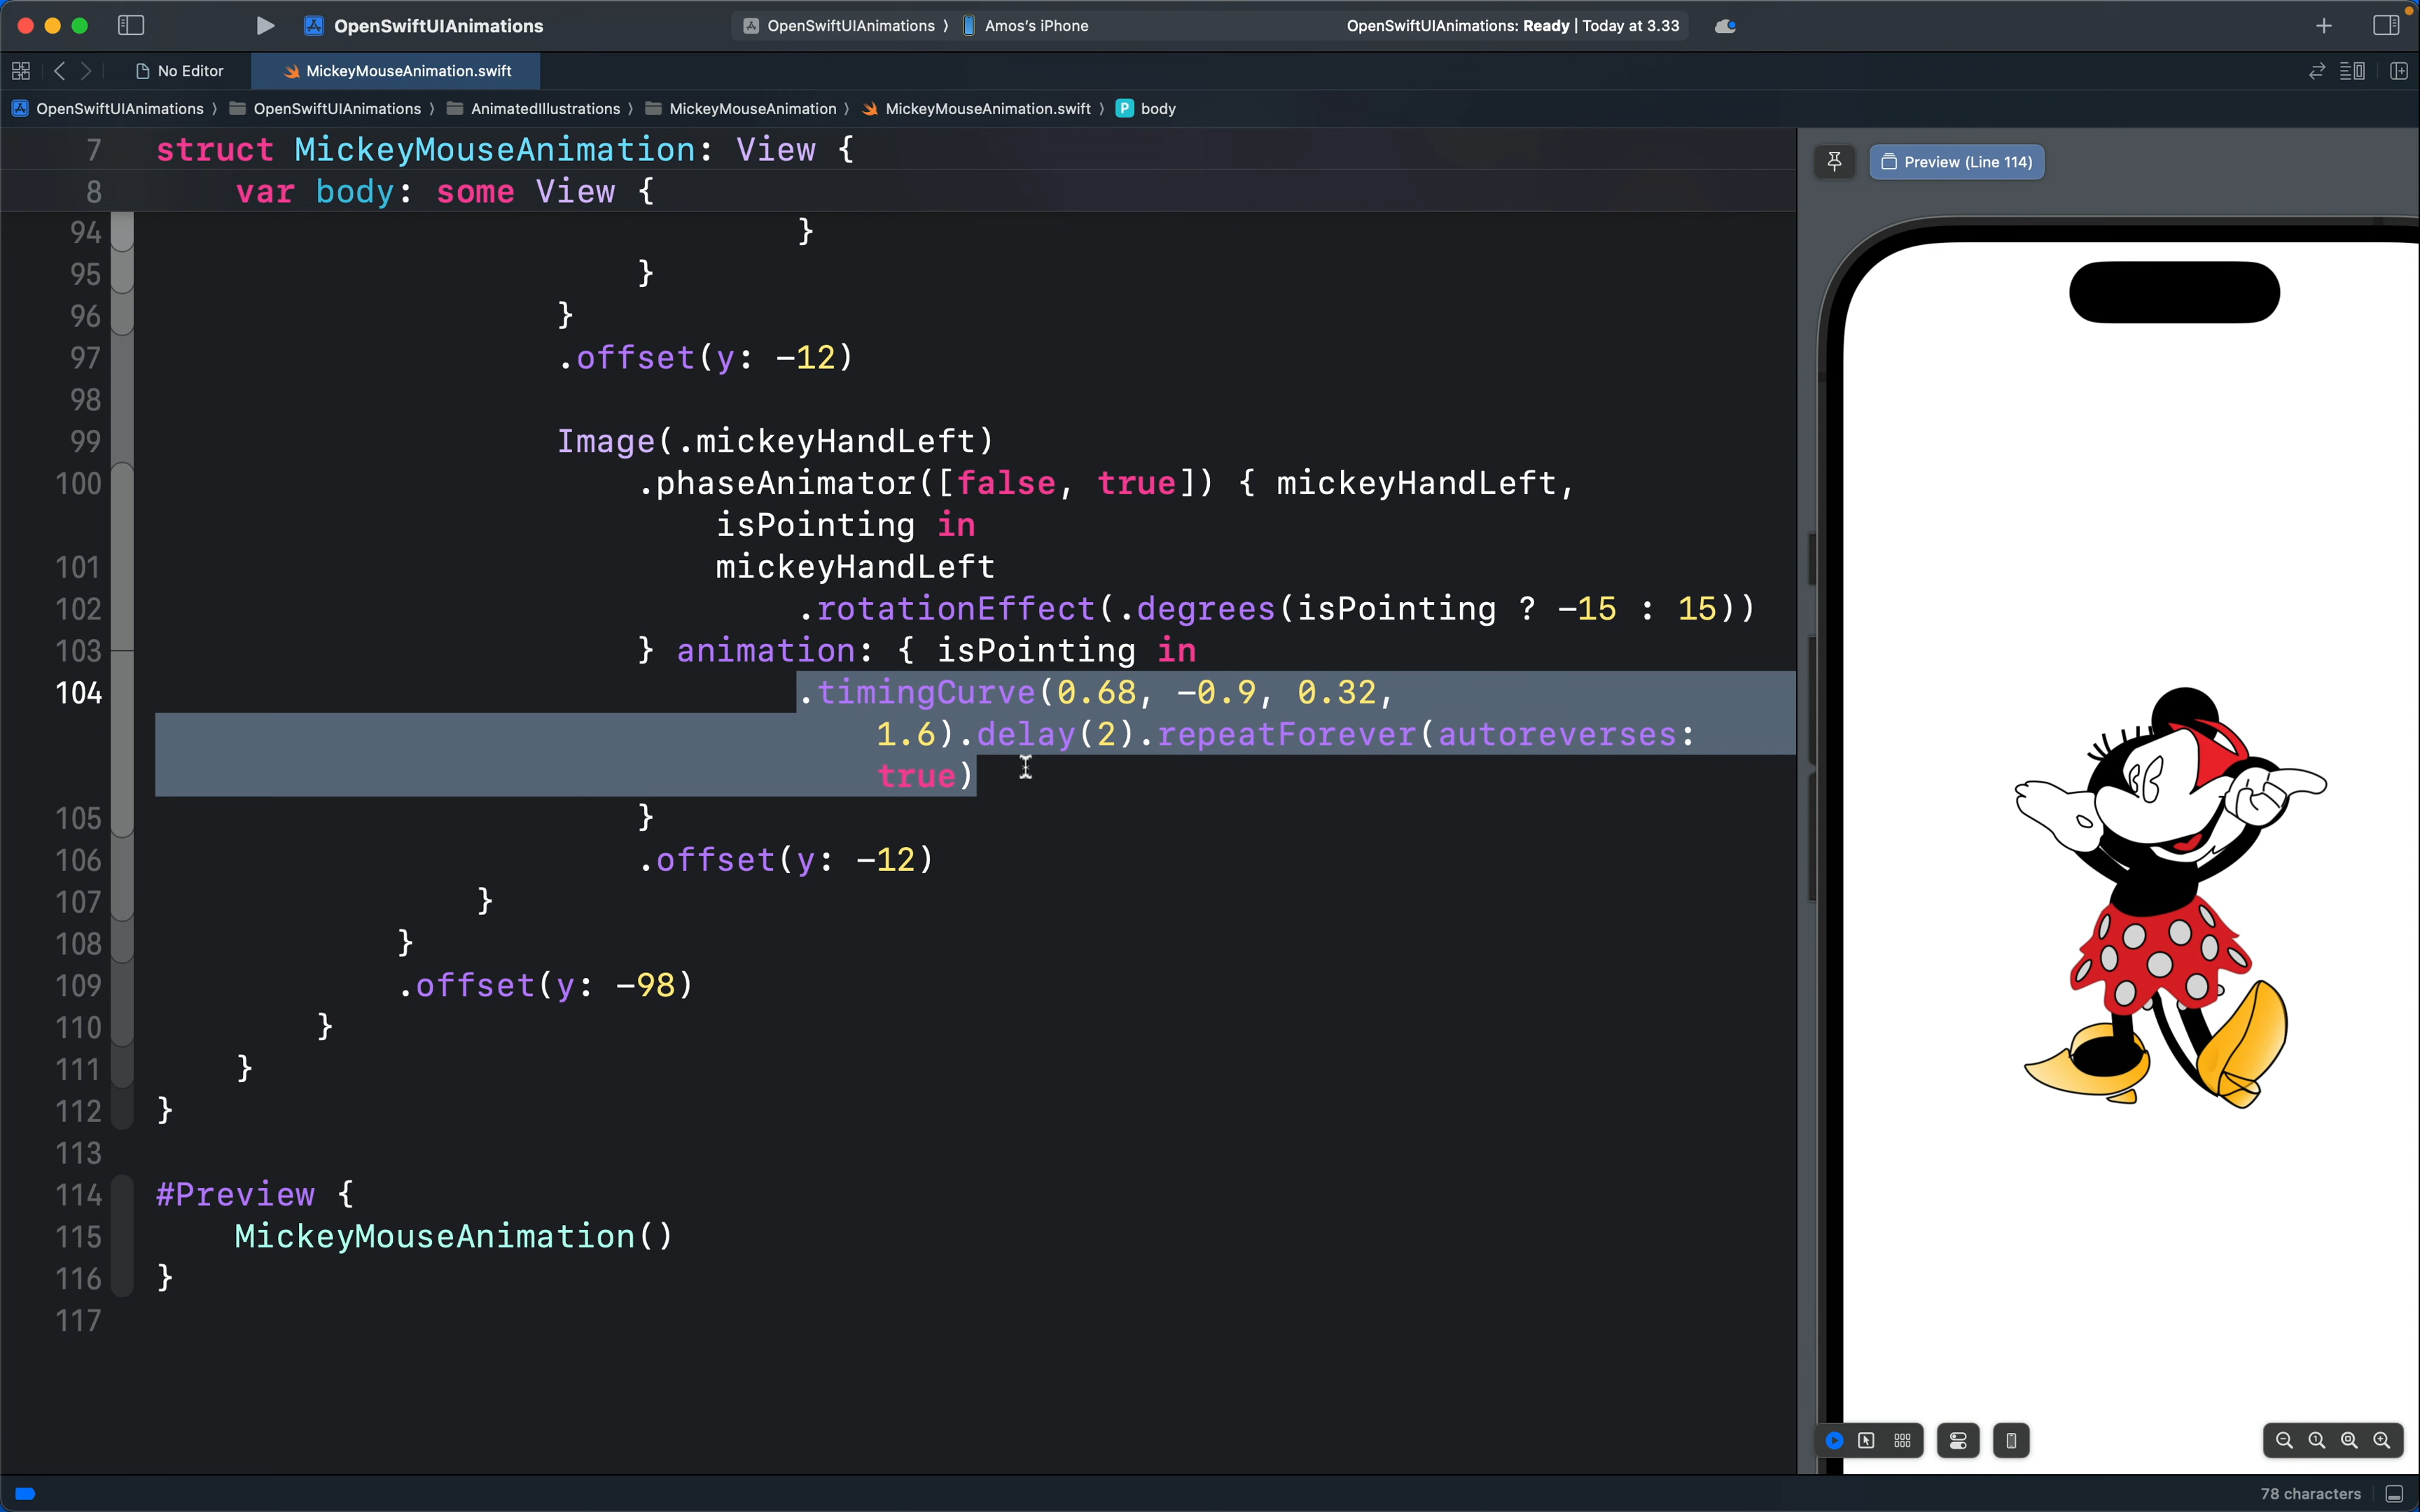 OpenSwiftUIAnimations
OpenSwiftUIAnimations 〉 Amos's iPhone
OpenSwiftUIAnimations: Ready | Today at 3.33
No Editor
MickeyMouseAnimation.swift
OpenSwiftUIAnimations 〉 OpenSwiftUIAnimations 〉 AnimatedIllustrations 〉 MickeyMouseAnimation 〉 MickeyMouseAnimation.swift 〉 P body
7 struct MickeyMouseAnimation: View {
8 var body: some View {
94 }
95 }
96 }
97 .offset(y: -12)
98
99 Image(.mickeyHandLeft)
100 .phaseAnimator([false, true]) { mickeyHandLeft,
isPointing in
101 mickeyHandLeft
102 .rotationEffect(.degrees(isPointing ? -15 : 15))
103 } animation: { isPointing in
104 .timingCurve(0.68, -0.9, 0.32,
1.6).delay(2).repeatForever(autoreverses:
true)
105 }
106 .offset(y: -12)
107 }
108 }
109 .offset(y: -98)
110 }
111 }
112 }
113
114 #Preview {
115 MickeyMouseAnimation()
116 }
117
Preview (Line 114)
78 characters